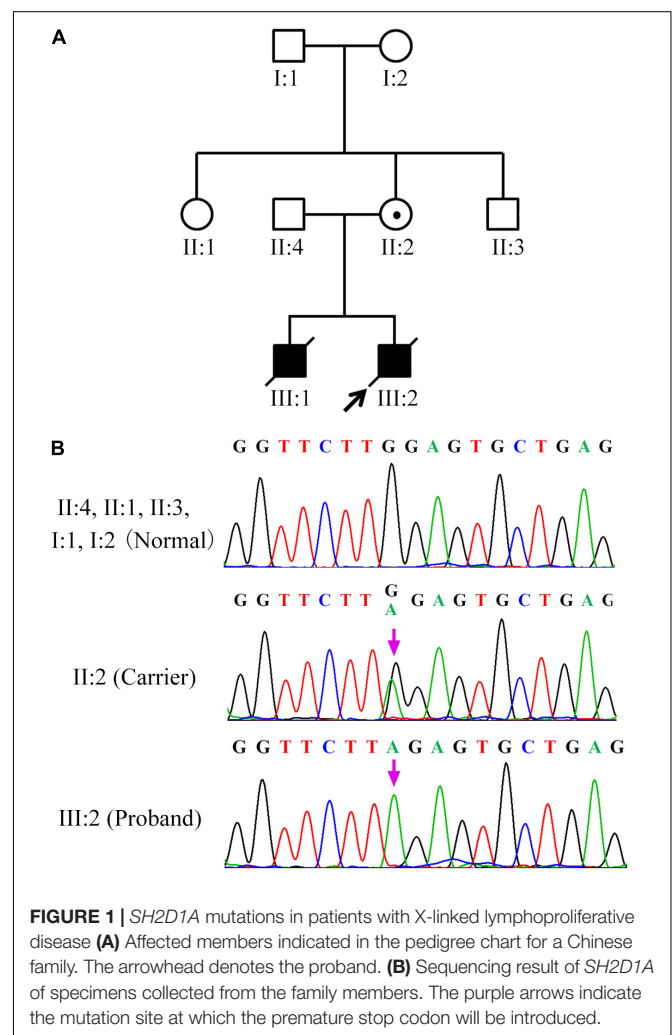 A
I:1 I:2
II:1 II:4 II:2 II:3
III:1 III:2
B
G G T T C T T G G A G T G C T G A G
II:4, II:1, II:3,
I:1, I:2 (Normal)
G
G G T T C T T G A G T G C T G A G
A
II:2 (Carrier)
G G T T C T T A G A G T G C T G A G
III:2 (Proband)
FIGURE 1 | SH2D1A mutations in patients with X-linked lymphoproliferative
disease (A) Affected members indicated in the pedigree chart for a Chinese
family. The arrowhead denotes the proband. (B) Sequencing result of SH2D1A
of specimens collected from the family members. The purple arrows indicate
the mutation site at which the premature stop codon will be introduced.